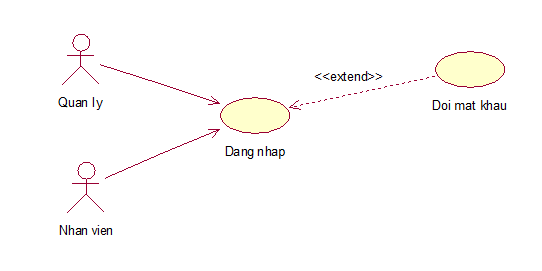 <<extend>>
Quan ly
Doi mat khau
Dang nhap
Nhan vien